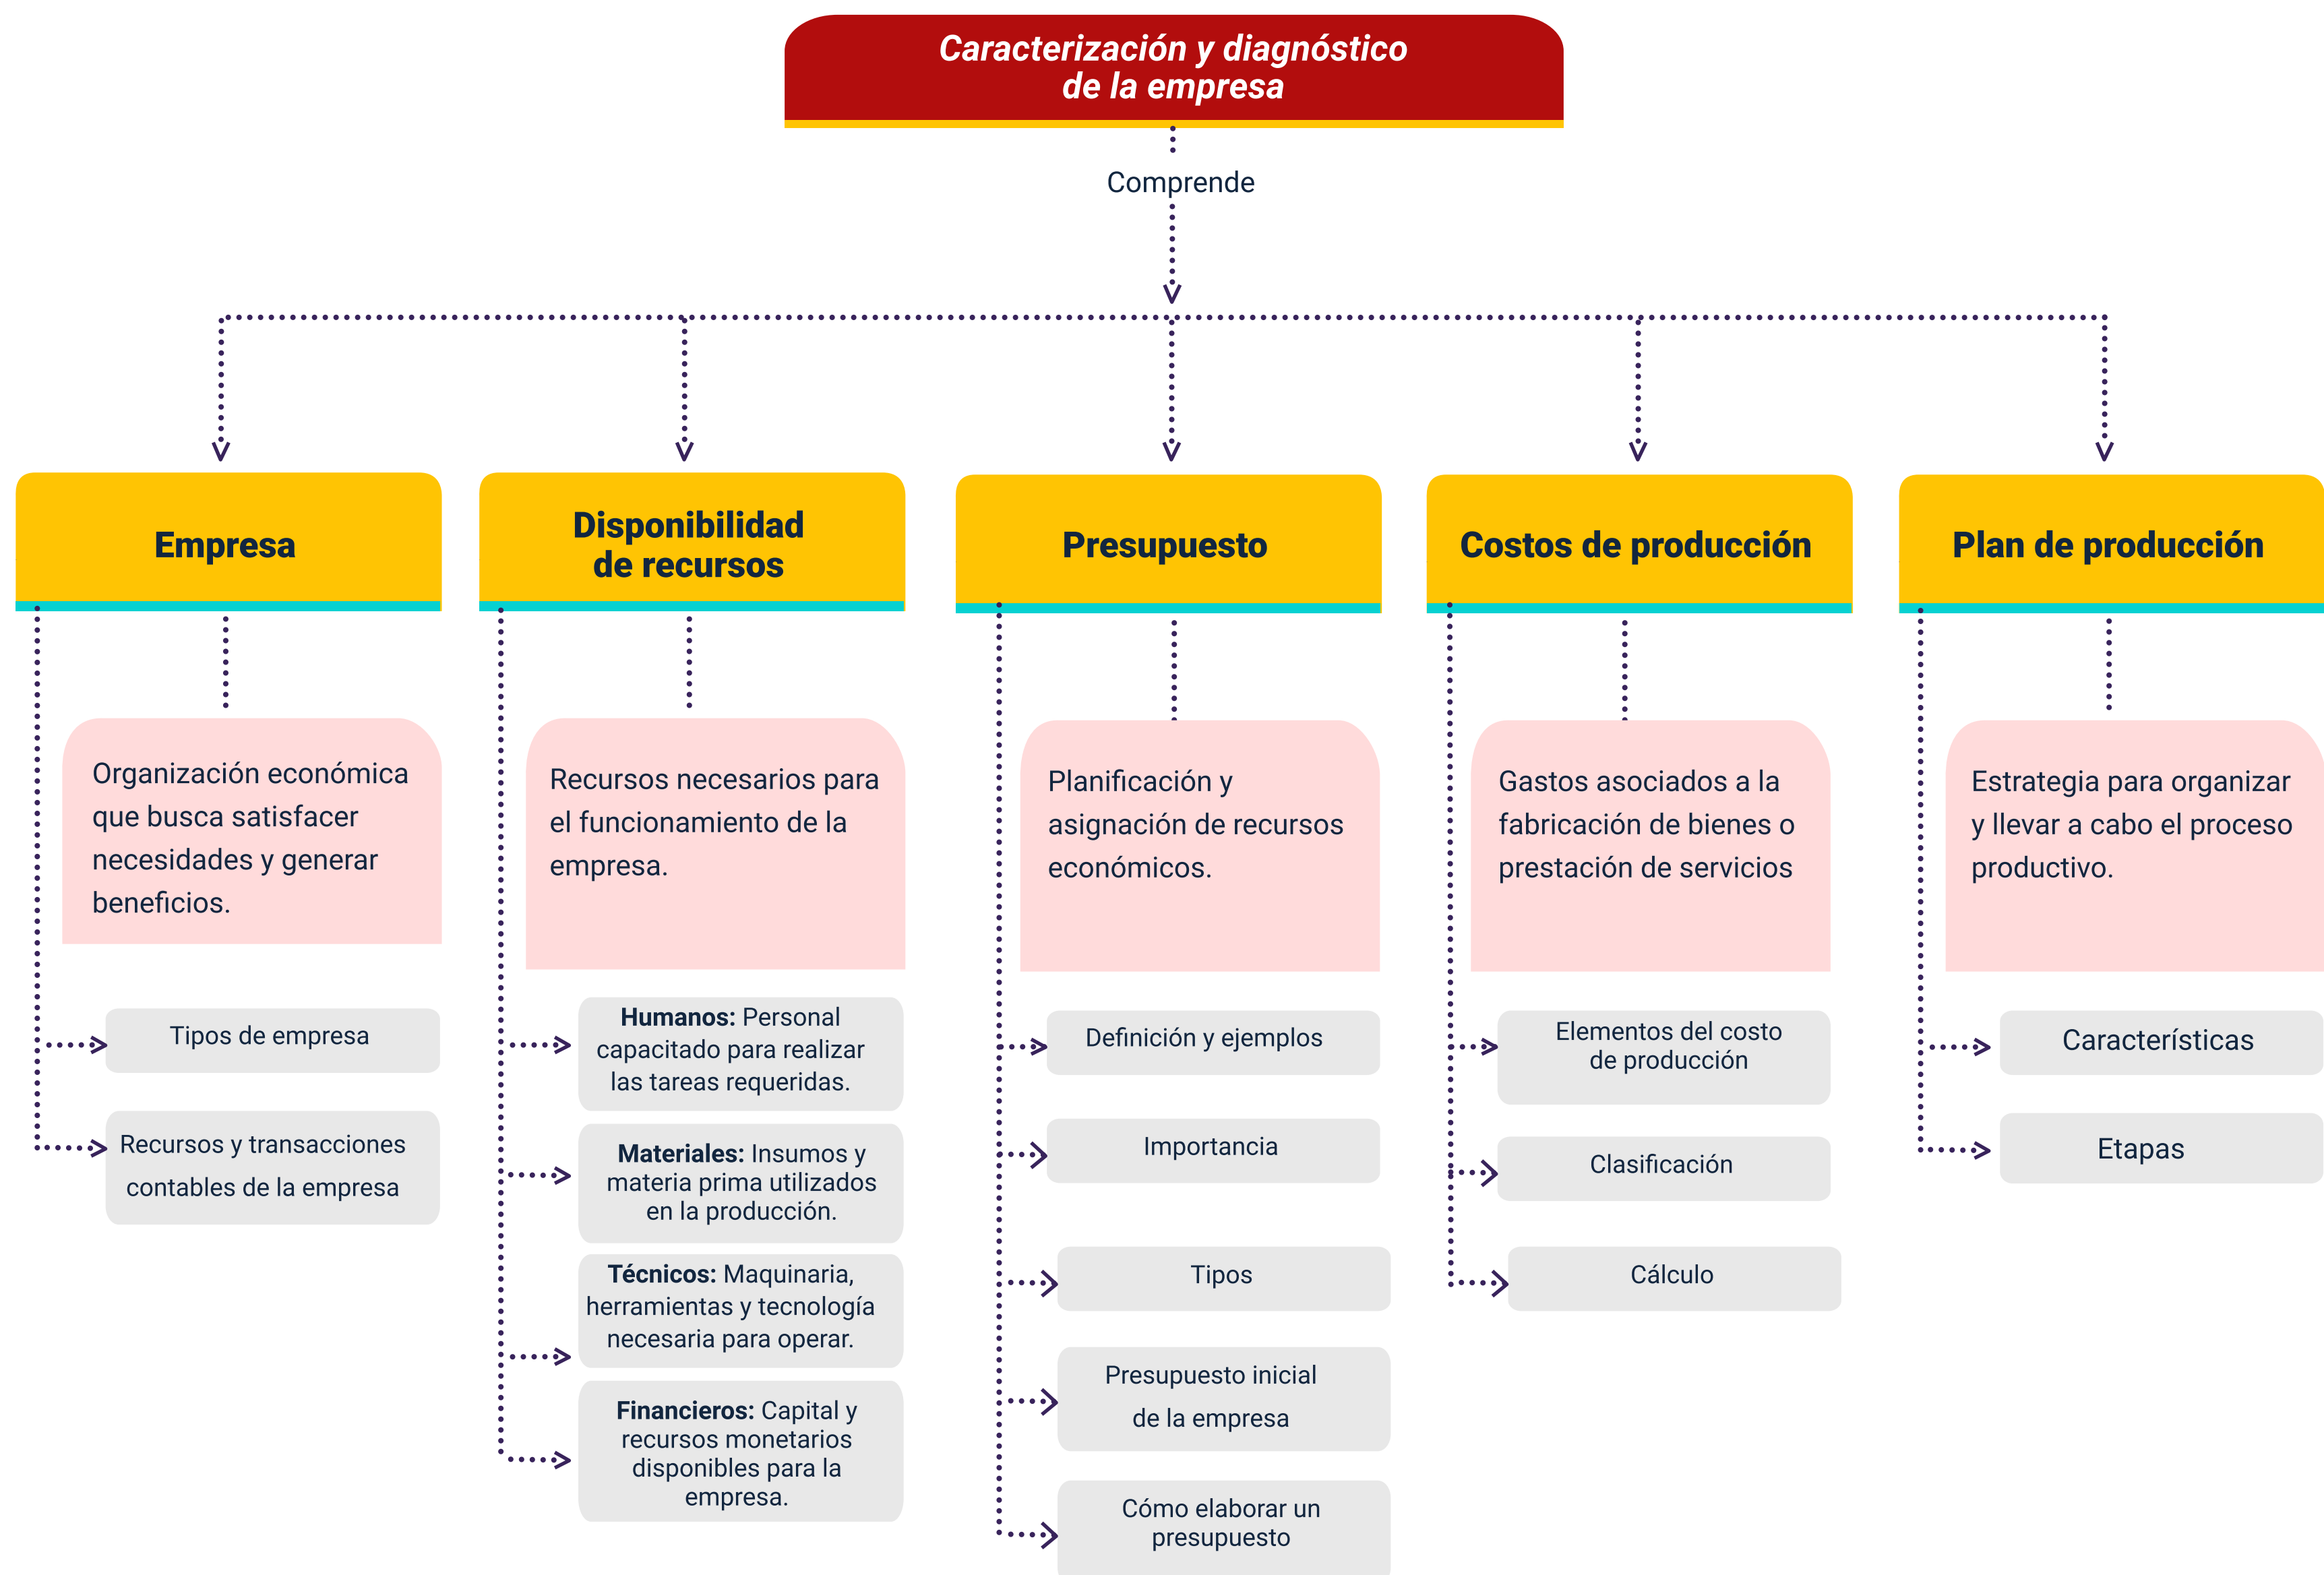 Caracterización y diagnóstico
de la empresa
Comprende
Empresa
Organización económica
que busca satisfacer
necesidades y generar
beneficios.
Tipos de empresa
Recursos y transacciones
contables de la empresa
Disponibilidad
de recursos
Recursos necesarios para
el funcionamiento de la
empresa.
Humanos: Personal
capacitado para realizar
las tareas requeridas.
Materiales: Insumos y
materia prima utilizados
en la producción.
Técnicos: Maquinaria,
herramientas y tecnología
necesaria para operar.
Financieros: Capital y
recursos monetarios
disponibles para la
empresa.
Presupuesto
Planificación y
asignación de recursos
económicos.
Definición y ejemplos
Importancia
Tipos
Presupuesto inicial
de la empresa
Cómo elaborar un
presupuesto
Costos de producción
Gastos asociados a la
fabricación de bienes o
prestación de servicios
Elementos del costo
de producción
Clasificación
Cálculo
Plan de producción
Estrategia para organizar
y llevar a cabo el proceso
productivo.
Características
Etapas